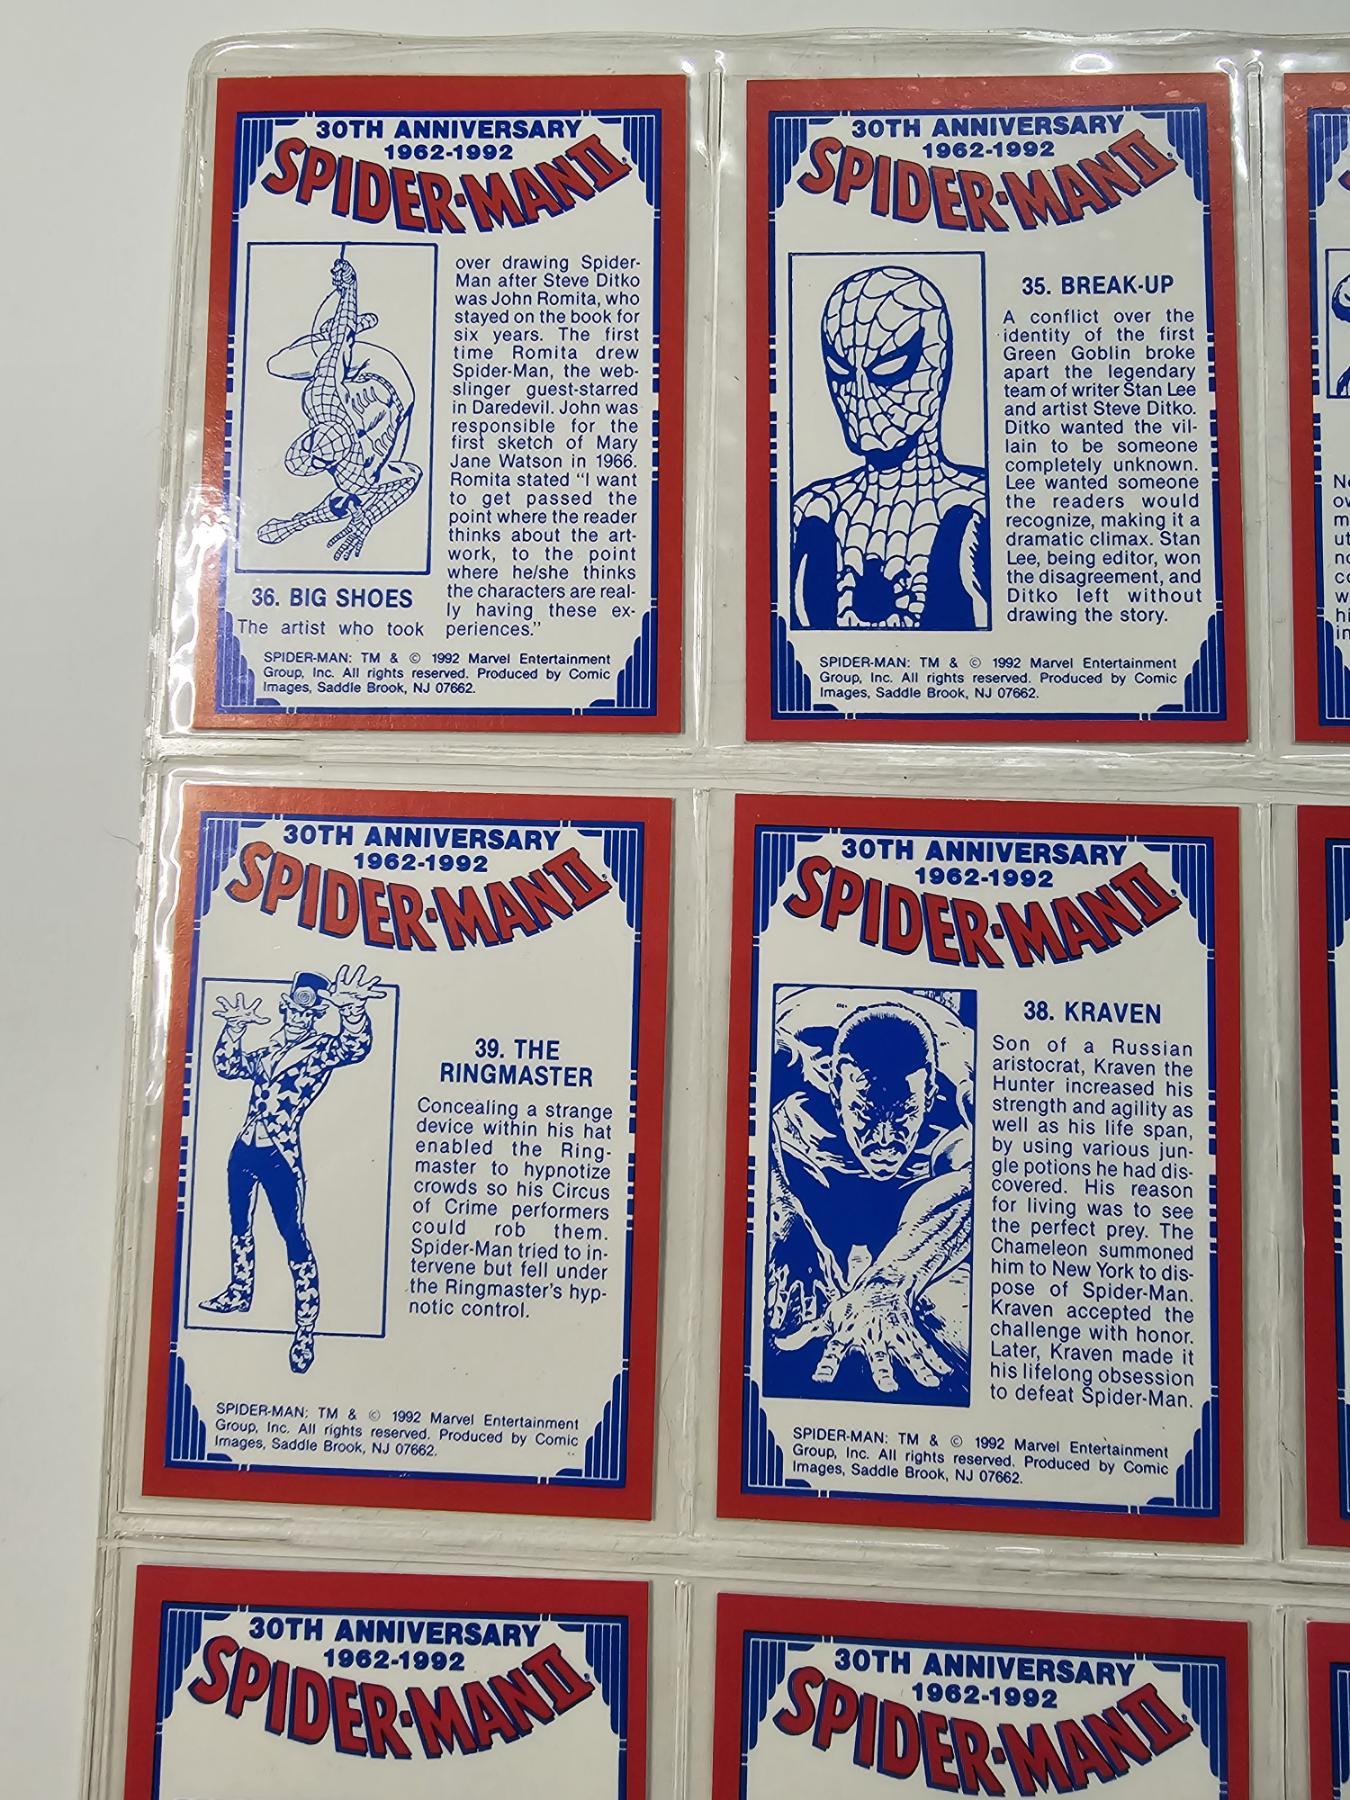 30TH ANNIVERSARY
1962-1992
SPIDER-MAN II
36. BIG SHOES
The artist who took
over drawing Spider-
Man after Steve Ditko
was John Romita, who
stayed on the book for
six years. The first
time Romita drew
Spider-Man, the web-
slinger guest-starred
in Daredevil. John was
responsible for the
first sketch of Mary
Jane Watson in 1966.
Romita stated "I want
to get passed the
point where the reader
thinks about the art-
work, to the point
where he/she thinks
the characters are real-
ly having these ex-
periences."
SPIDER-MAN: TM & © 1992 Marvel Entertainment
Group, Inc. All rights reserved. Produced by Comic
Images, Saddle Brook, NJ 07662.
30TH ANNIVERSARY
1962-1992
SPIDER-MAN II
35. BREAK-UP
A conflict over the
identity of the first
Green Goblin broke
apart the legendary
team of writer Stan Lee
and artist Steve Ditko.
Ditko wanted the vil-
lain to be someone
completely unknown.
Lee wanted someone
the readers would
recognize, making it a
dramatic climax. Stan
Lee, being editor, won
the disagreement, and
Ditko left without
drawing the story.
SPIDER-MAN: TM & © 1992 Marvel Entertainment
Group, Inc. All rights reserved. Produced by Comic
Images, Saddle Brook, NJ 07662.
30TH ANNIVERSARY
1962-1992
SPIDER-MAN II
39. THE
RINGMASTER
Concealing a strange
device within his hat
enabled the Ring-
master to hypnotize
crowds so his Circus
of Crime performers
could rob them.
Spider-Man tried to in-
tervene but fell under
the Ringmaster's hyp-
notic control.
SPIDER-MAN: TM & © 1992 Marvel Entertainment
Group, Inc. All rights reserved. Produced by Comic
Images, Saddle Brook, NJ 07662.
30TH ANNIVERSARY
1962-1992
SPIDER-MAN II
38. KRAVEN
Son of a Russian
aristocrat, Kraven the
Hunter increased his
strength and agility as
well as his life span,
by using various jun-
gle potions he had dis-
covered. His reason
for living was to see
the perfect prey. The
Chameleon summoned
him to New York to dis-
pose of Spider-Man.
Kraven accepted the
challenge with honor.
Later, Kraven made it
his lifelong obsession
to defeat Spider-Man.
SPIDER-MAN: TM & © 1992 Marvel Entertainment
Group, Inc. All rights reserved. Produced by Comic
Images, Saddle Brook, NJ 07662.
30TH ANNIVERSARY
1962-1992
SPIDER-MAN II
30TH ANNIVERSARY
1962-1992
SPIDER-MAN II